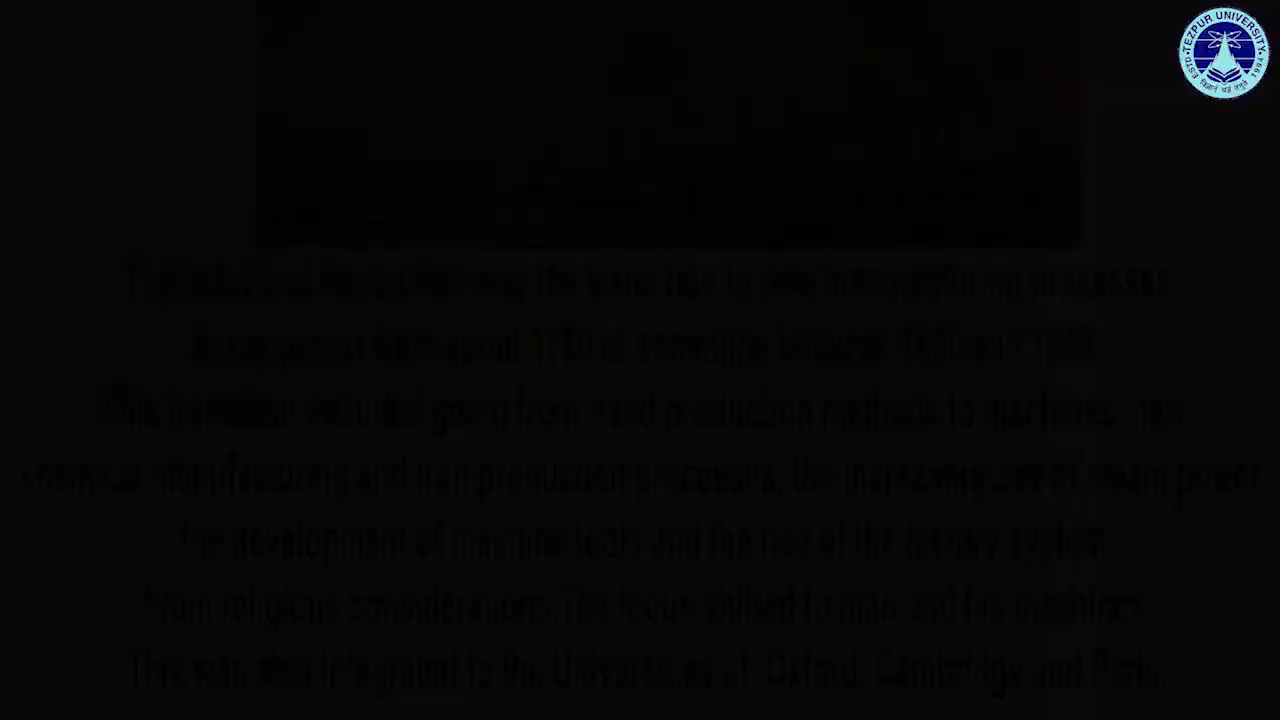 TEZPUR UNIVERSITY
ESTD 1994
विज्ञानं यज्ञं तनुते
the transition to new manufacturing processes
in the period from about 1760 to sometime between 1820 and 1840.
This transition included going from hand production methods to machines, new
chemical manufacturing and iron production processes, the increasing use of steam power,
the development of machine tools and the rise of the factory system.
From religious considerations, The focus shifted to man and his machines.
This was also integrated to the Universities of Oxford, Cambridge and Paris.